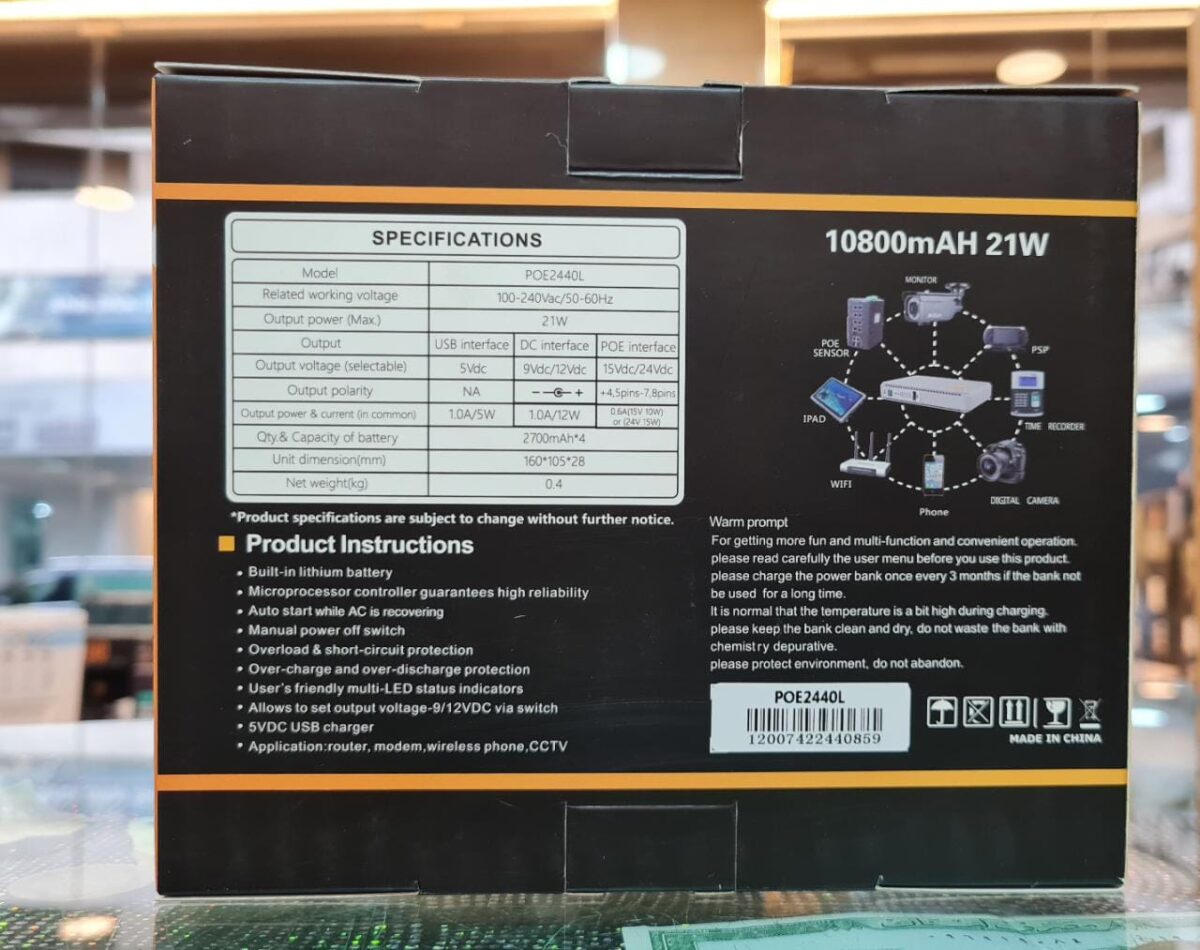 SPECIFICATIONS
Model POE2440L
Related working voltage 100-240Vac/50-60Hz
Output power (Max.) 21W
Output USB interface DC interface POE interface
Output voltage (selectable) 5Vdc 9Vdc/12Vdc 15Vdc/24Vdc
Output polarity NA - + +4,5pins-7,8pins
Output power & current (in common) 1.0A/5W 1.0A/12W 0.6A(15V 10W)
or (24V 15W)
Qty.& Capacity of battery 2700mAh*4
Unit dimension(mm) 160*105*28
Net weight(kg) 0.4
*Product specifications are subject to change without further notice.
Product Instructions
• Built-in lithium battery
• Microprocessor controller guarantees high reliability
• Auto start while AC is recovering
• Manual power off switch
• Overload & short-circuit protection
• Over-charge and over-discharge protection
• User's friendly multi-LED status indicators
• Allows to set output voltage-9/12VDC via switch
• 5VDC USB charger
• Application:router, modem,wireless phone,CCTV
10800mAH 21W
MONITOR
POE
SENSOR
PSP
IPAD
TIME RECORDER
WIFI
DIGITAL CAMERA
Phone
Warm prompt
For getting more fun and multi-function and convenient operation.
please read carefully the user menu before you use this product.
please charge the power bank once every 3 months if the bank not
be used for a long time.
It is normal that the temperature is a bit high during charging.
please keep the bank clean and dry, do not waste the bank with
chemistry depurative.
please protect environment, do not abandon.
POE2440L
12007422440859
MADE IN CHINA